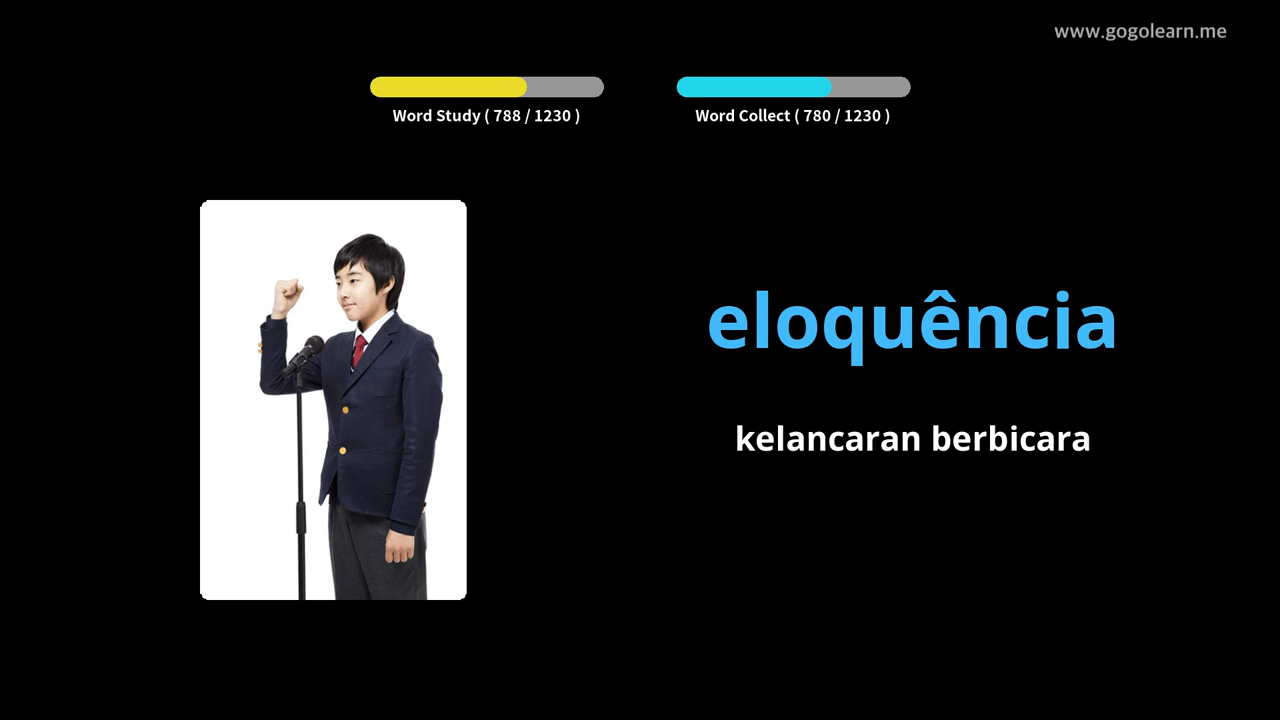 www.gogolearn.me
Word Study ( 788 / 1230 )
Word Collect ( 780 / 1230 )
eloquência
kelancaran berbicara